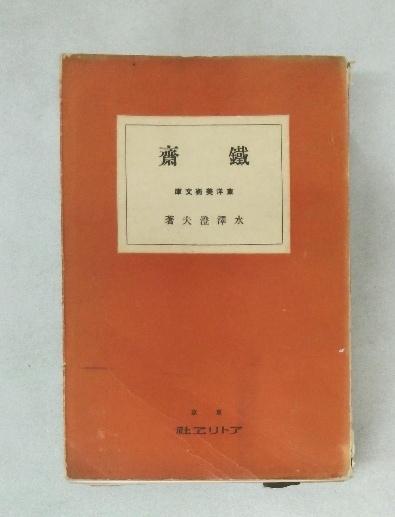 鐵齋
東洋美術文庫
水澤澄夫著
東京
アトリヱ社